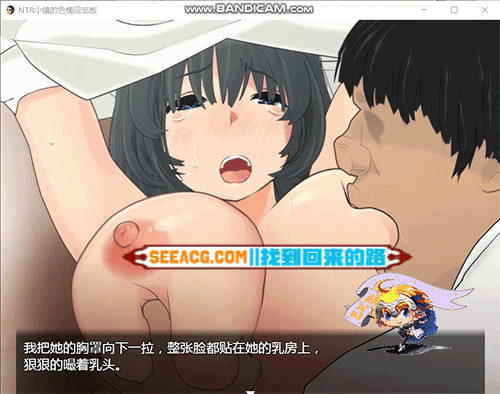 NTR小镇的色情回览板
www.BANDICAM.com
SEEACG.COM||找到回来的路
我把她的胸罩向下一拉，整张脸都贴在她的乳房上，
狠狠的嘬着乳头。